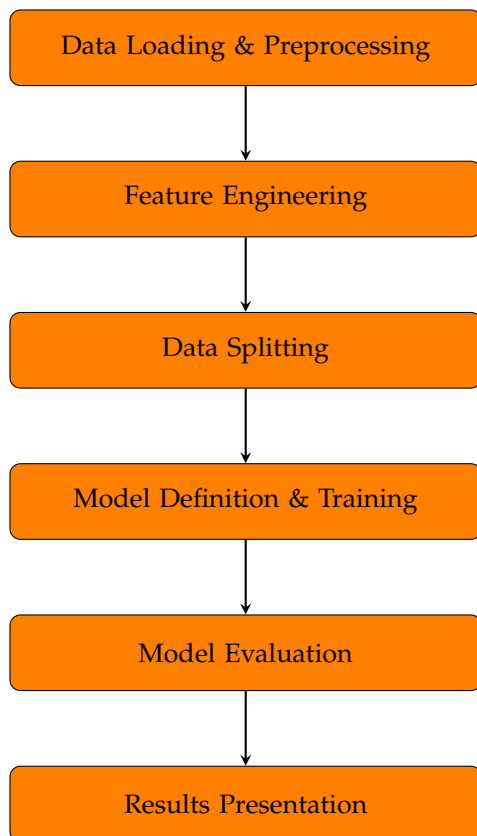 Data Loading & Preprocessing
Feature Engineering
Data Splitting
Model Definition & Training
Model Evaluation
Results Presentation